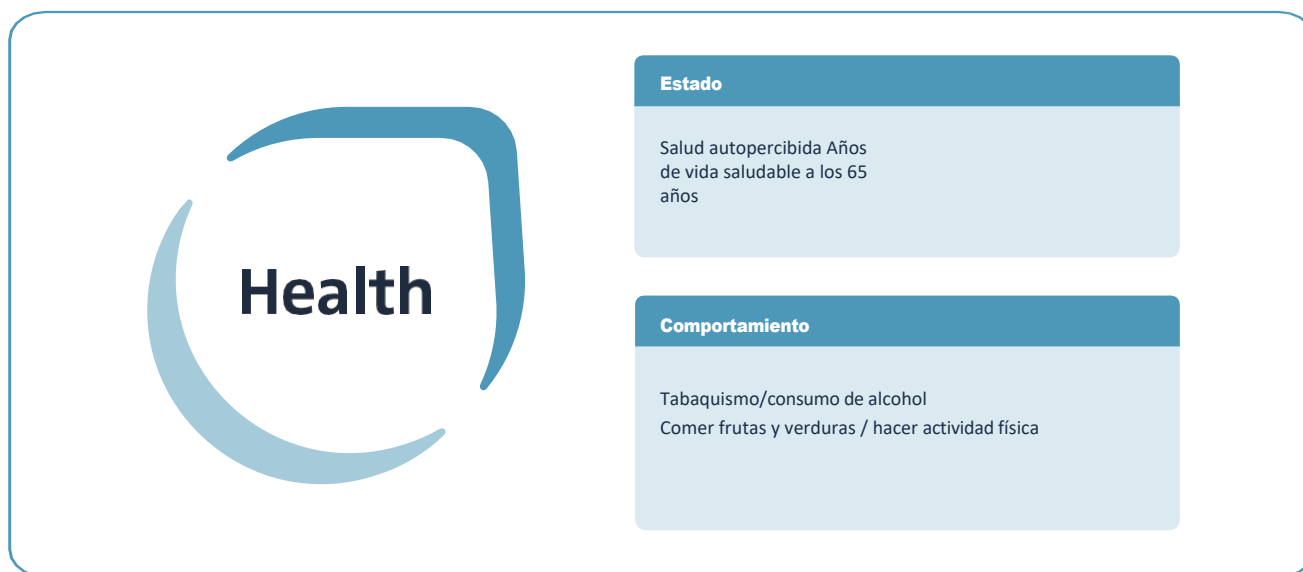 Health
Estado
Salud autopercibida Años
de vida saludable a los 65
años
Comportamiento
Tabaquismo/consumo de alcohol
Comer frutas y verduras / hacer actividad física